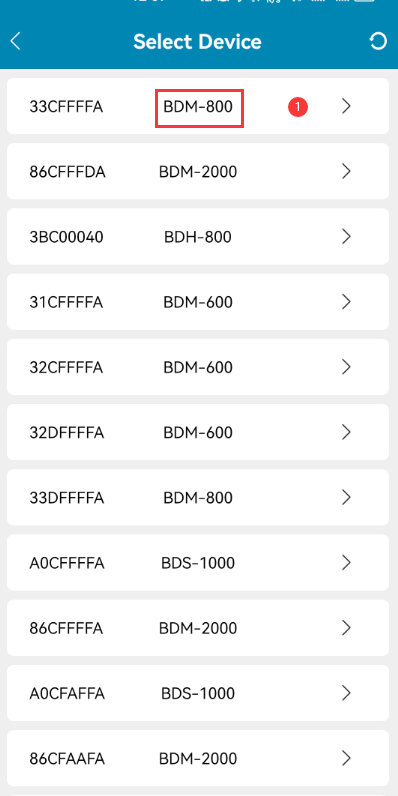 Select Device
33CFFFFA BDM-800 1
86CFFFDA BDM-2000
3BC00040 BDH-800
31CFFFFA BDM-600
32CFFFFA BDM-600
32DFFFFA BDM-600
33DFFFFA BDM-800
A0CFFFFA BDS-1000
86CFFFFA BDM-2000
A0CFAFFA BDS-1000
86CFAAFA BDM-2000